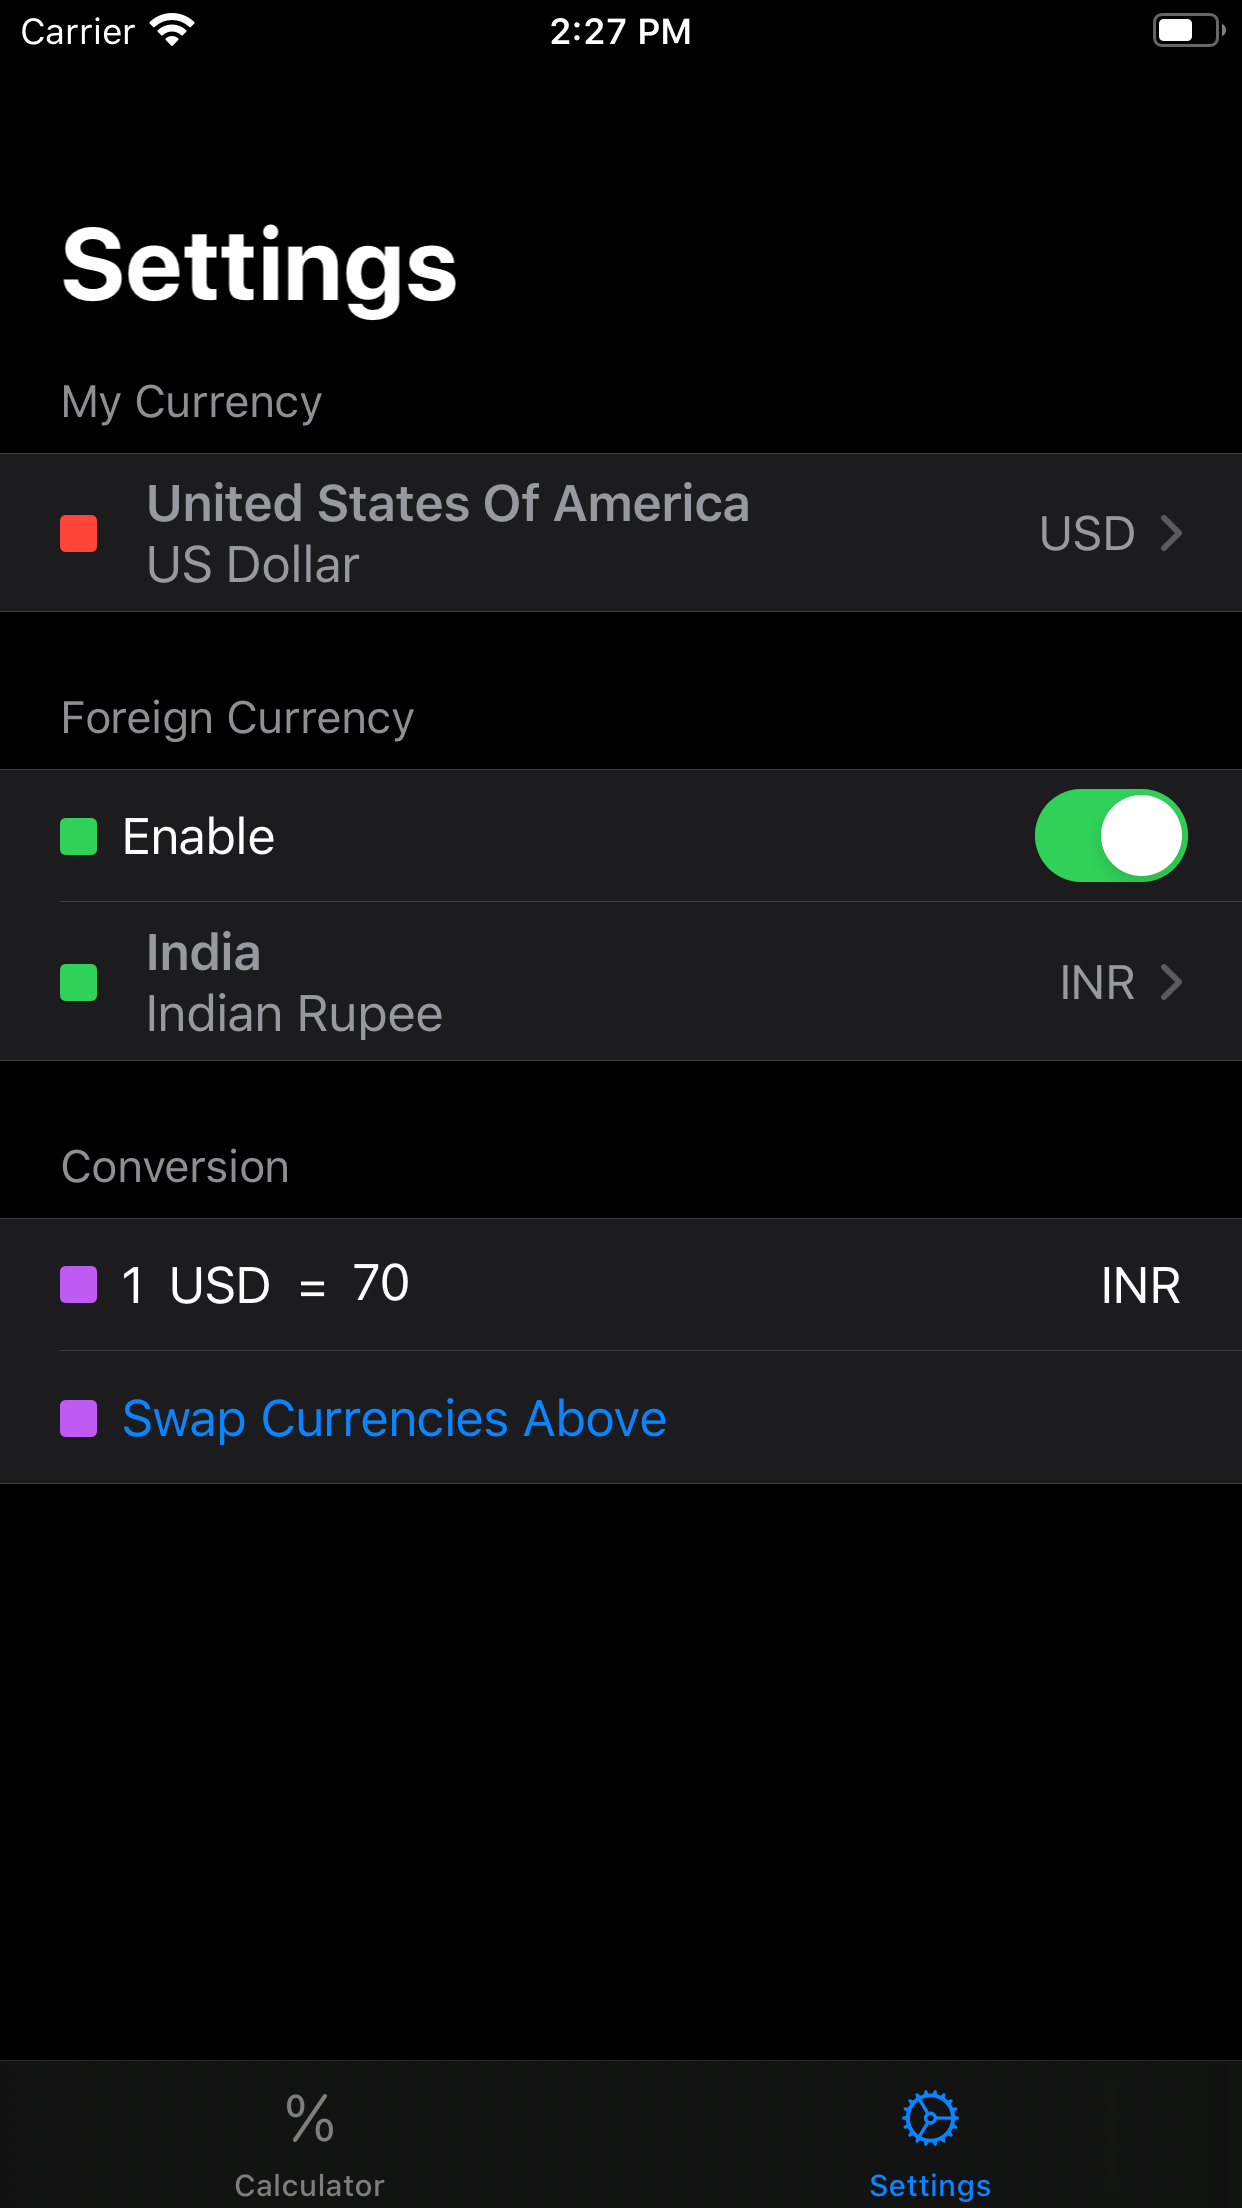 Carrier 2:27 PM
Settings
My Currency
United States Of America
US Dollar
USD
Foreign Currency
Enable
India
Indian Rupee
INR
Conversion
1 USD = 70 INR
Swap Currencies Above
% 
Calculator
Settings